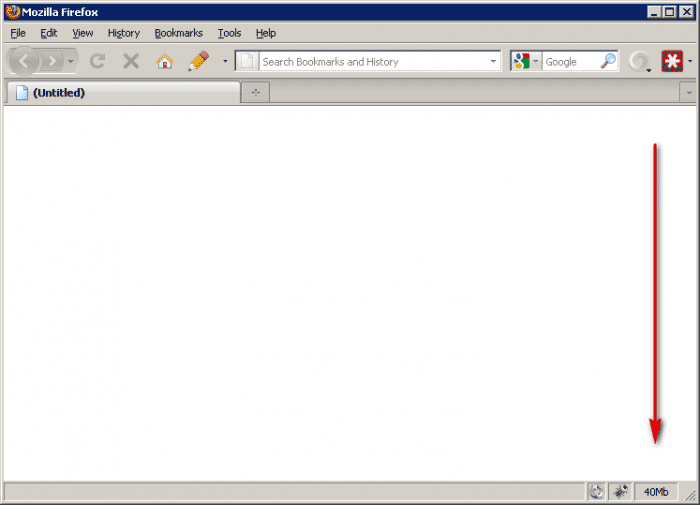 Mozilla Firefox
File Edit View History Bookmarks Tools Help
Search Bookmarks and History Google
(Untitled)
40Mb